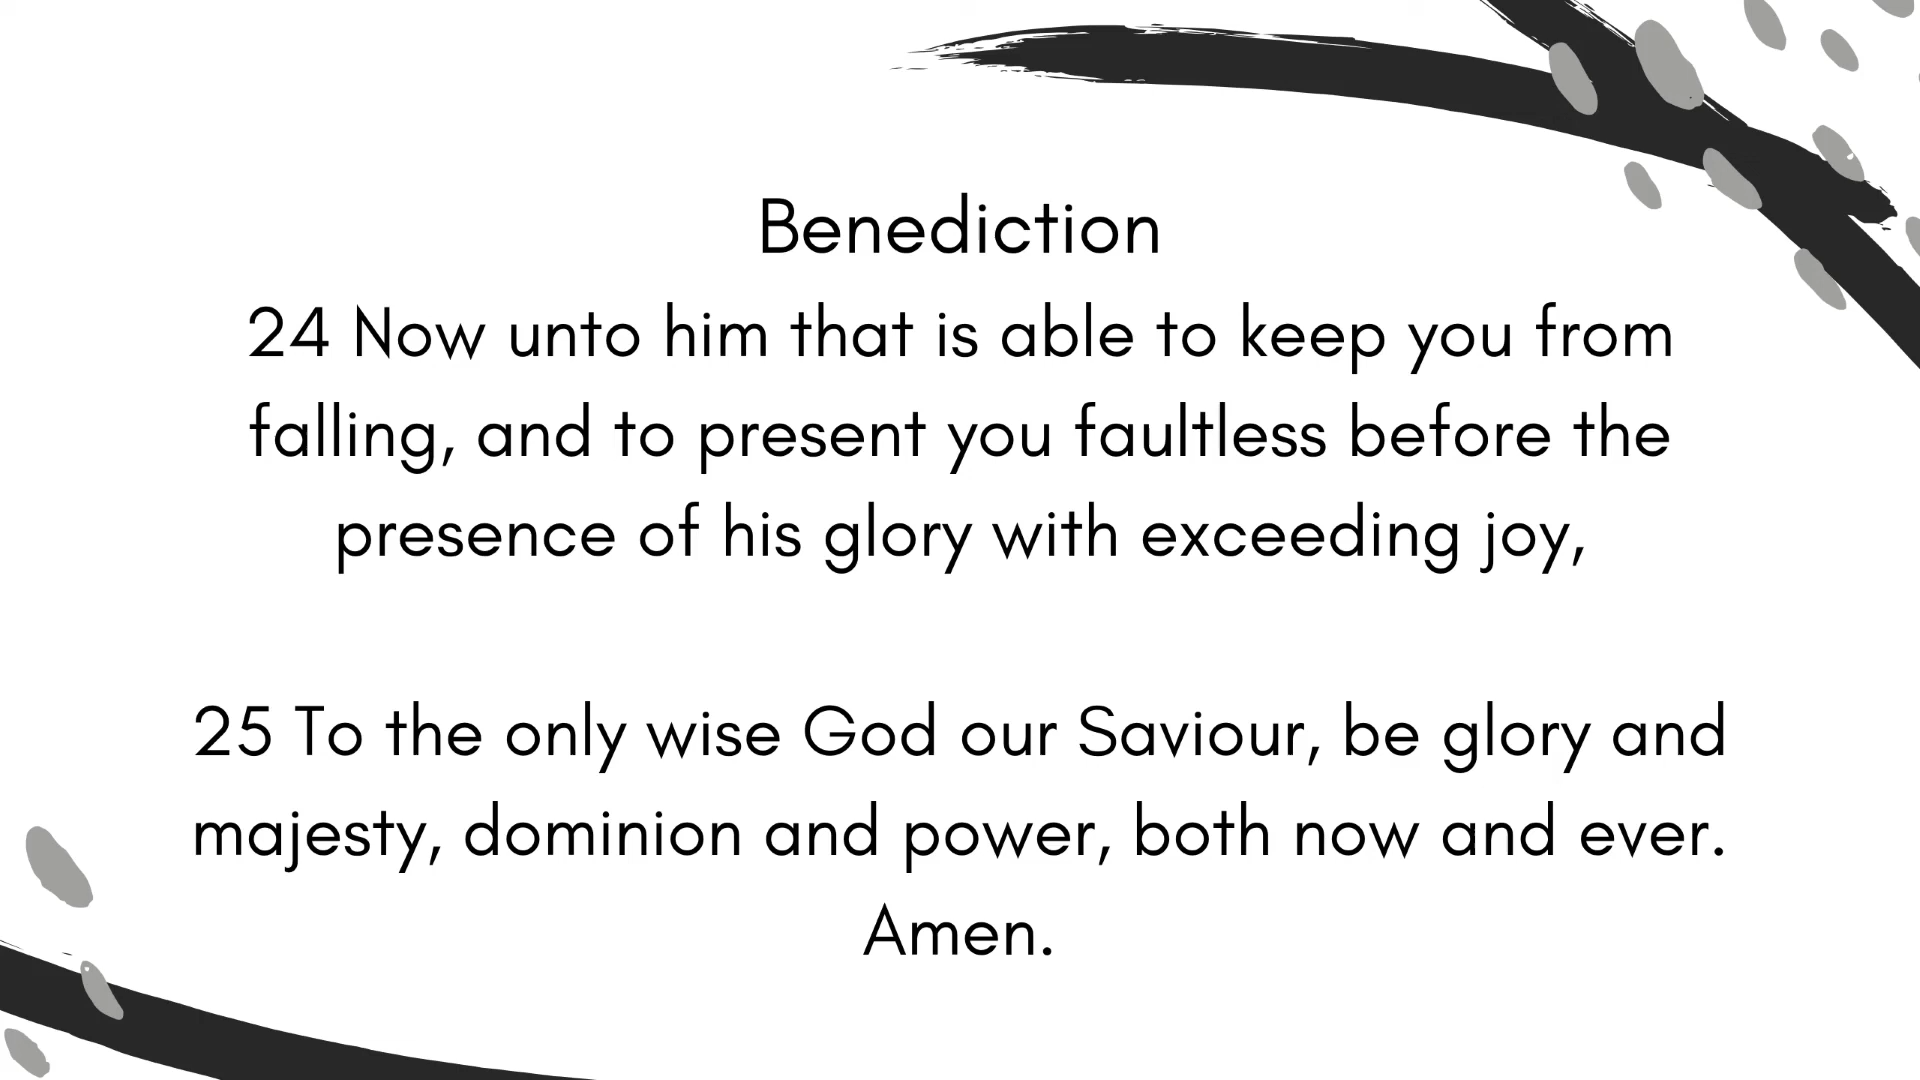 Benediction
24 Now unto him that is able to keep you from
falling, and to present you faultless before the
presence of his glory with exceeding joy,
25 To the only wise God our Saviour, be glory and
majesty, dominion and power, both now and ever.
Amen.